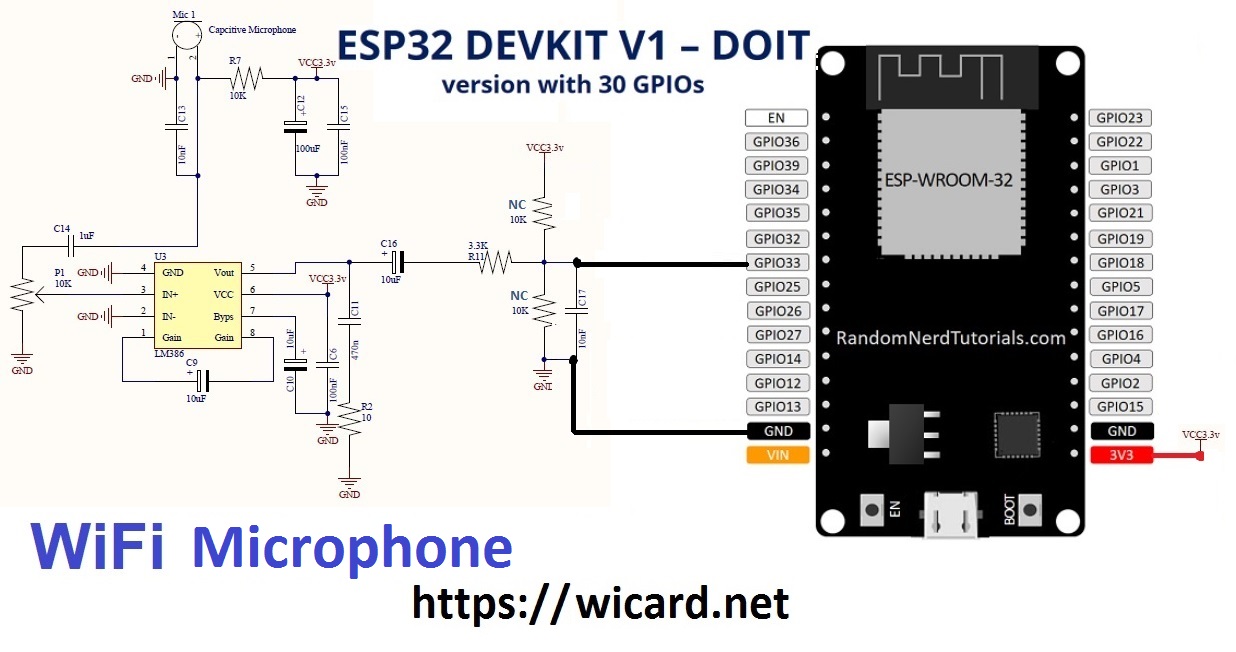 Mic 1
Capcitive Microphone
ESP32 DEVKIT V1 – DOIT
version with 30 GPIOs
1
2
GND
R7
10K
VCC3.3v
C13
10nF
C12
100uF
C15
100nF
GND
C14
1uF
P1
10K
GND
U3
GND
4
GND
Vout
5
3
IN+
VCC
6
GND
2
IN-
Byps
7
1
Gain
Gain
8
LM386
C9
10uF
VCC3.3v
10uF
C10
C6
100nF
GND
C11
470n
R2
10
GND
C16
10uF
3.3K
R11
VCC3.3v
NC
10K
NC
10K
C17
10nF
GNI
EN
GPIO36
GPIO39
GPIO34
GPIO35
GPIO32
GPIO33
GPIO25
GPIO26
GPIO27
GPIO14
GPIO12
GPIO13
GND
VIN
ESP-WROOM-32
RandomNerdTutorials.com
EN
BOOT
GPIO23
GPIO22
GPIO1
GPIO3
GPIO21
GPIO19
GPIO18
GPIO5
GPIO17
GPIO16
GPIO4
GPIO2
GPIO15
GND
3V3
VCC3.3v
WiFi Microphone
https://wicard.net